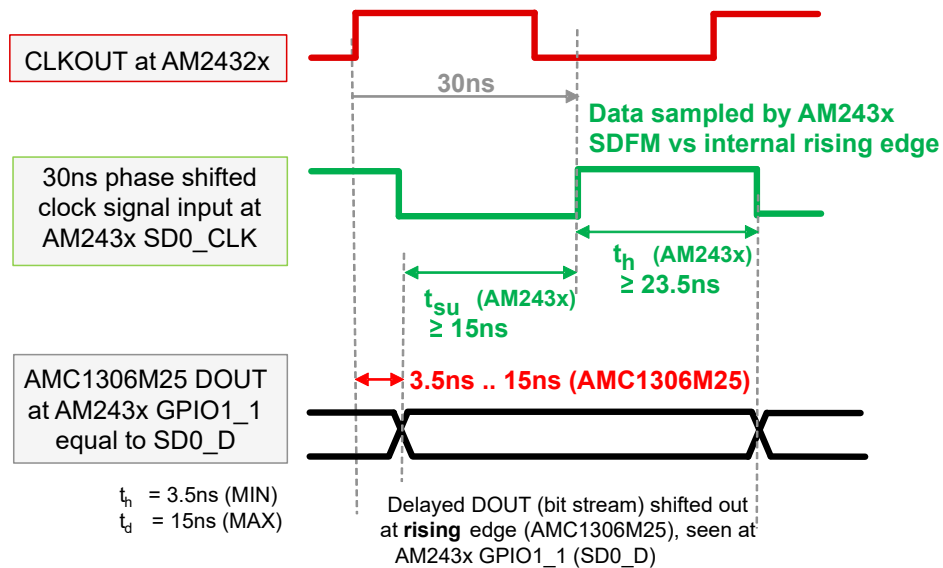 CLKOUT at AM2432x
30ns
Data sampled by AM243x
SDFM vs internal rising edge
30ns phase shifted
clock signal input at
AM243x SD0_CLK
th (AM243x)
≥ 23.5ns
tsu (AM243x)
≥ 15ns
AMC1306M25 DOUT
at AM243x GPIO1_1
equal to SD0_D
3.5ns .. 15ns (AMC1306M25)
th = 3.5ns (MIN)
td = 15ns (MAX)
Delayed DOUT (bit stream) shifted out
at rising edge (AMC1306M25), seen at
AM243x GPIO1_1 (SD0_D)